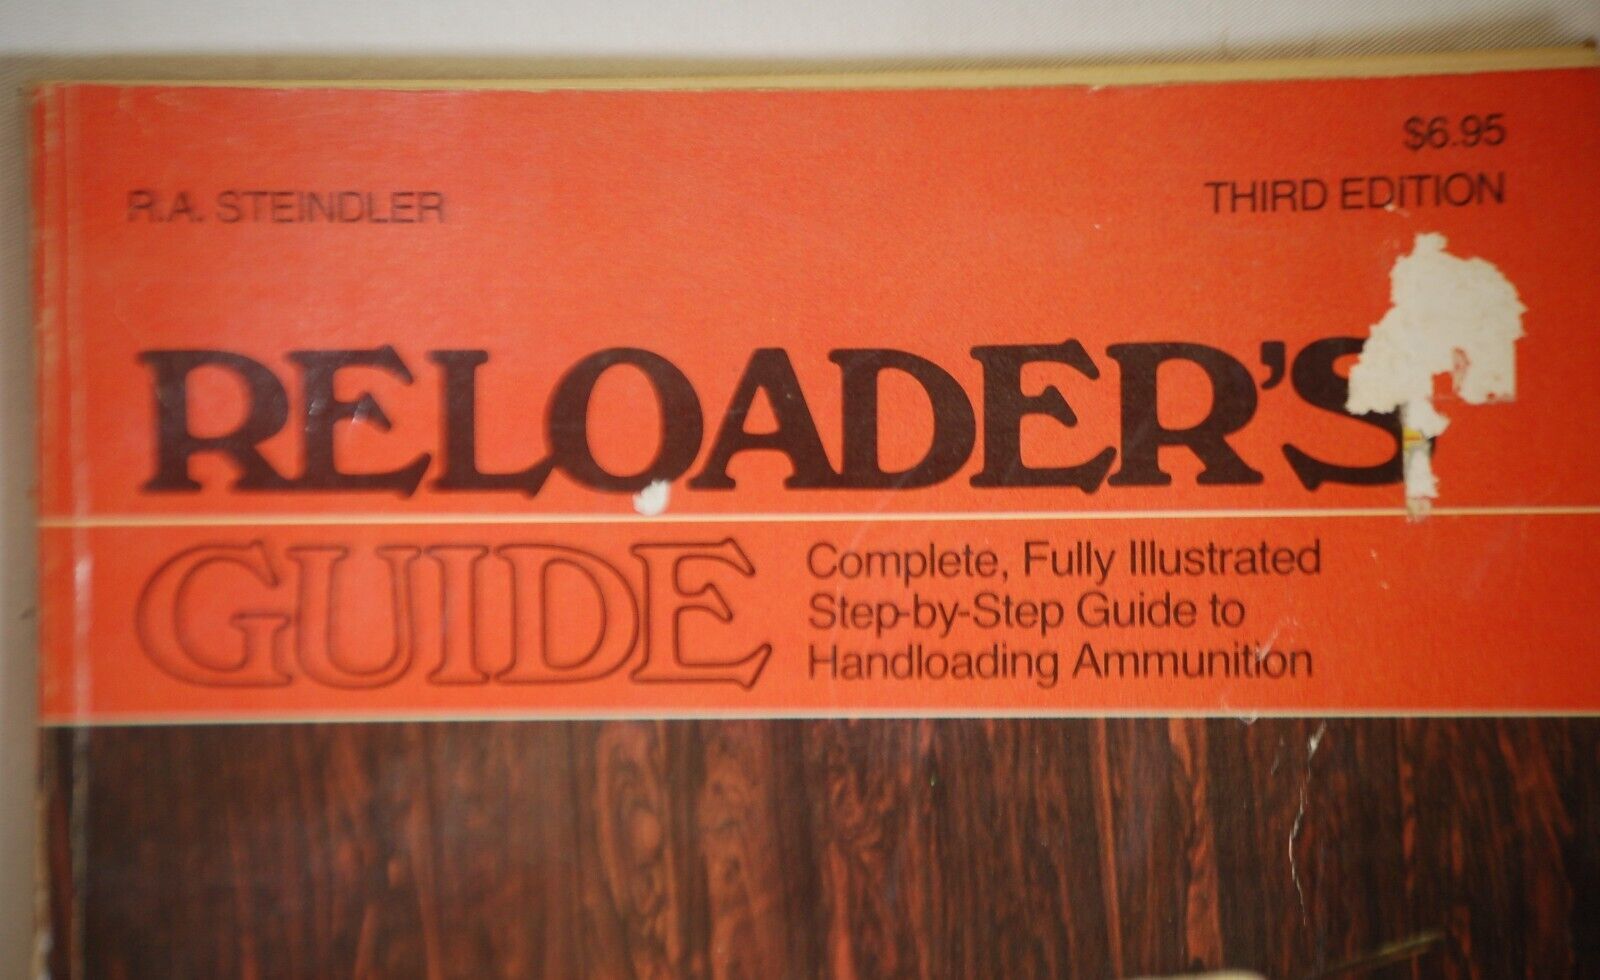 $6.95
R.A. STEINDLER
THIRD EDITION
RELOADER'S
GUIDE
Complete, Fully Illustrated
Step-by-Step Guide to
Handloading Ammunition